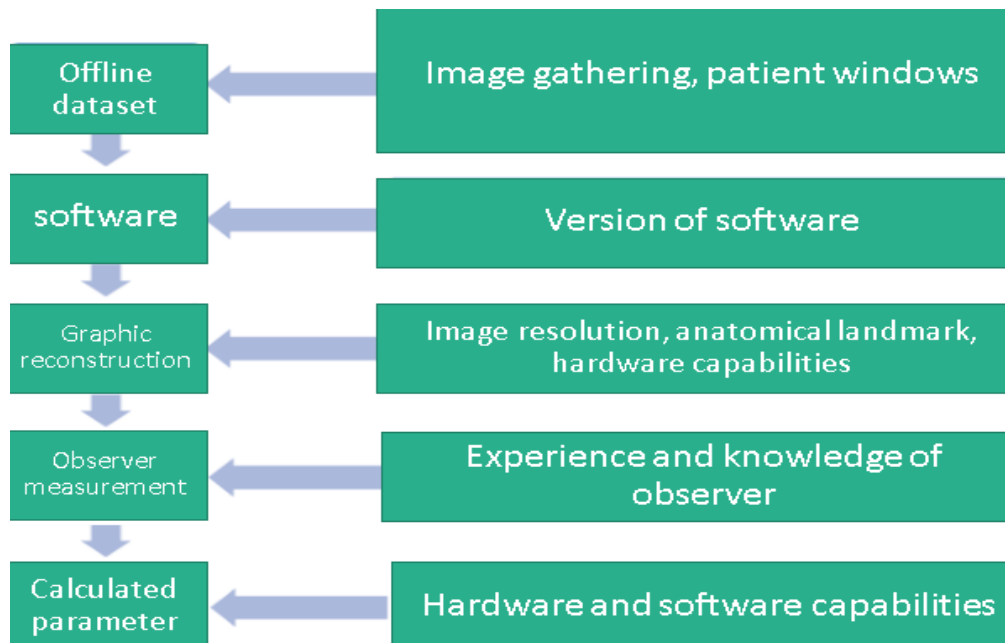 Offline
dataset
Image gathering, patient windows
software
Version of software
Graphic
reconstruction
Image resolution, anatomical landmark,
hardware capabilities
Observer
measurement
Experience and knowledge of
observer
Calculated
parameter
Hardware and software capabilities